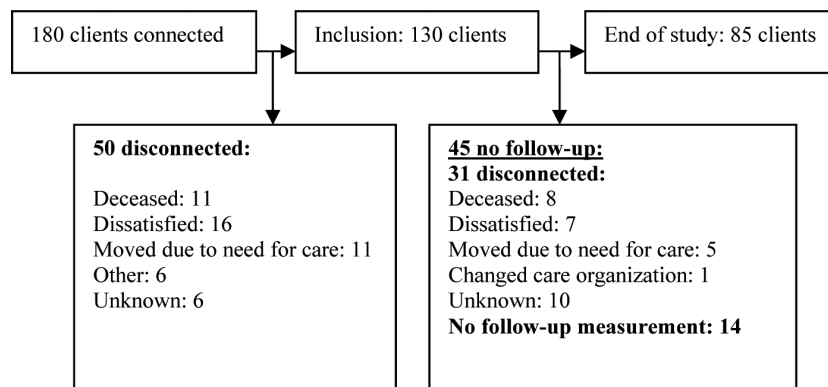 180 clients connected
Inclusion: 130 clients
End of study: 85 clients
50 disconnected:
Deceased: 11
Dissatisfied: 16
Moved due to need for care: 11
Other: 6
Unknown: 6
45 no follow-up:
31 disconnected:
Deceased: 8
Dissatisfied: 7
Moved due to need for care: 5
Changed care organization: 1
Unknown: 10
No follow-up measurement: 14